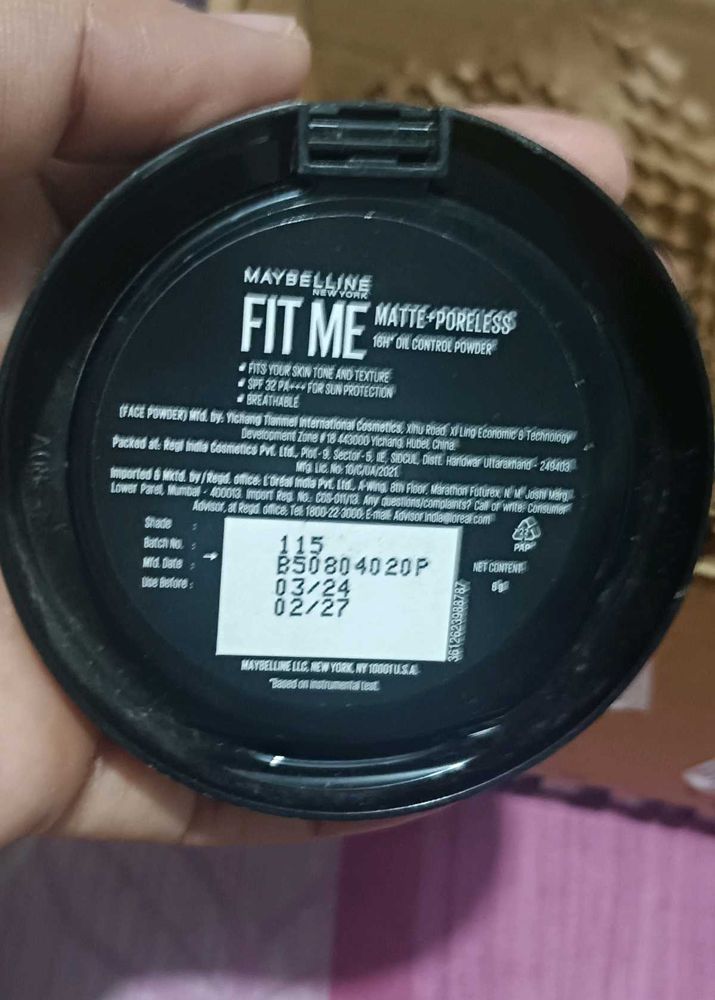 MAYBELLINE
NEW YORK
FIT ME MATTE+PORELESS
16H* OIL CONTROL POWDER
FITS YOUR SKIN TONE AND TEXTURE
SPF 32 PA+++ FOR SUN PROTECTION
BREATHABLE
(FACE POWDER) Mfd. by: Yichang Tianmei International Cosmetics, Xihu Road, Xi Ling Economic & Technology
Development Zone #18 443000 Yichang, Hubei, China.
Packed at: Regi India Cosmetics Pvt. Ltd., Plot-9, Sector-5, IIE, SIDCUL, Distt. Haridwar Uttarakhand - 249403.
Mfg. Lic. No.:10/C/UA/2021.
Imported & Mktd. by / Regd. office: L'Oréal India Pvt. Ltd., A-Wing, 8th Floor, Marathon Futurex, N. M. Joshi Marg,
Lower Parel, Mumbai - 400013. Import Reg. No.: COS-011/13. Any questions/complaints? Call or write: Consumer
Advisor, at Regd. office; Tel: 1800-22-3000; E-mail: Advisor.India@loreal.com
Shade : 115
Batch No. : B50804020P
Mfd. Date : 03/24
Use Before : 02/27
PAP
NET CONTENT:
3612623988787
MAYBELLINE LLC, NEW YORK, NY 10001 U.S.A.
*Based on instrumental test.